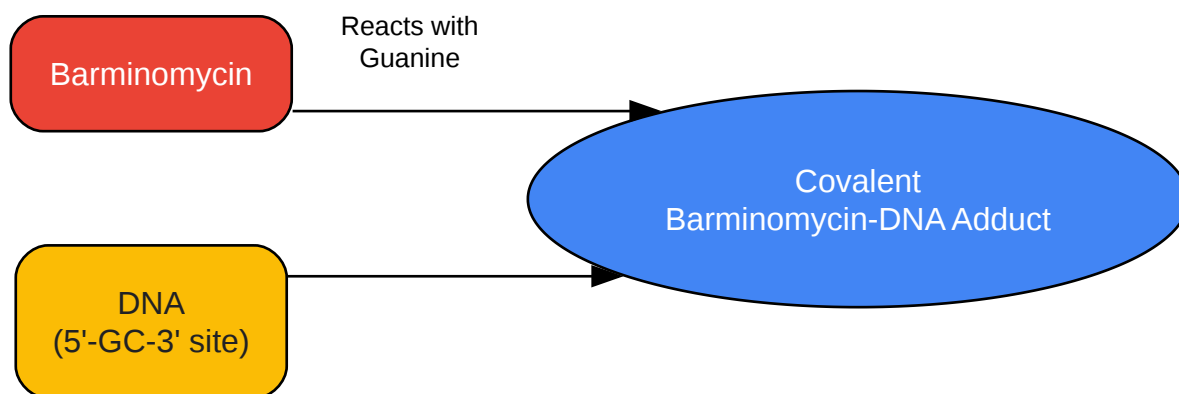 Barminomycin
Reacts with
Guanine
Covalent
Barminomycin-DNA Adduct
DNA
(5'-GC-3' site)